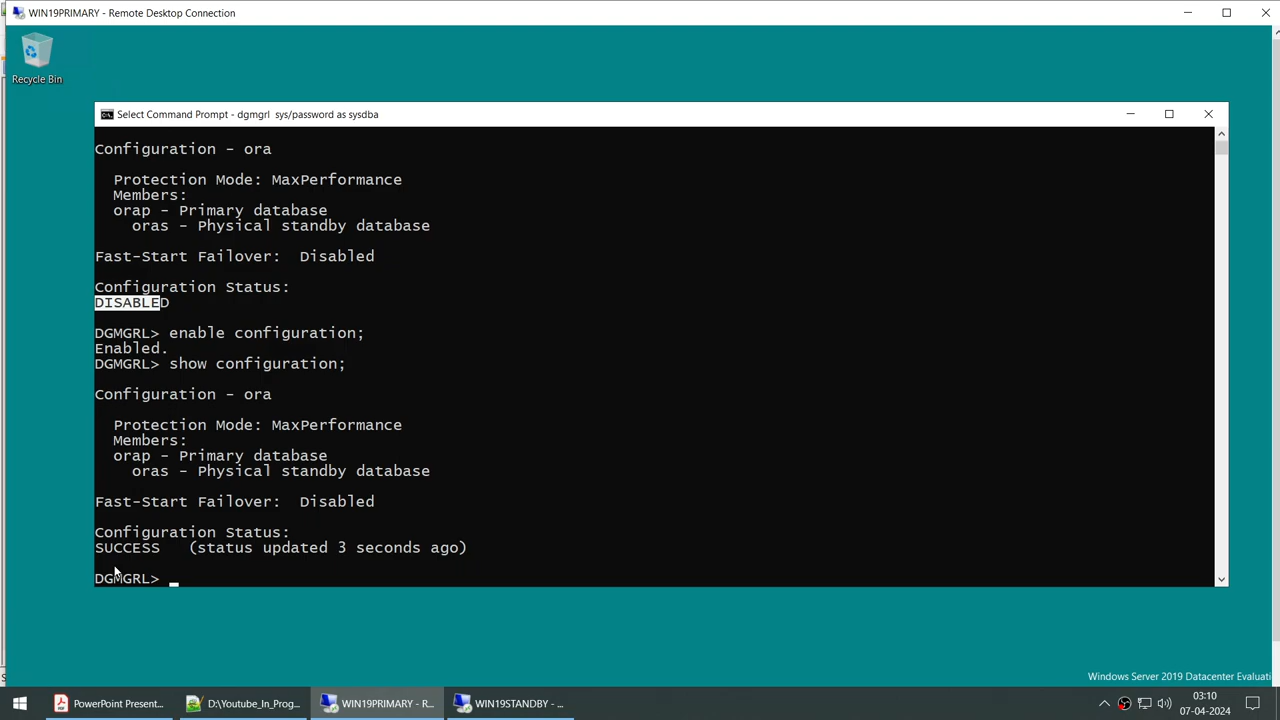 WIN19PRIMARY - Remote Desktop Connection
Recycle Bin
Select Command Prompt - dgmgrl  sys/password as sysdba
Configuration - ora
Protection Mode: MaxPerformance
Members:
orap - Primary database
oras - Physical standby database
Fast-Start Failover:  Disabled
Configuration Status:
DISABLED
DGMGRL> enable configuration;
Enabled.
DGMGRL> show configuration;
Configuration - ora
Protection Mode: MaxPerformance
Members:
orap - Primary database
oras - Physical standby database
Fast-Start Failover:  Disabled
Configuration Status:
SUCCESS   (status updated 3 seconds ago)
DGMGRL>
Windows Server 2019 Datacenter Evaluati
PowerPoint Present...
D:\Youtube_In_Prog...
WIN19PRIMARY - R...
WIN19STANDBY - ...
03:10
07-04-2024